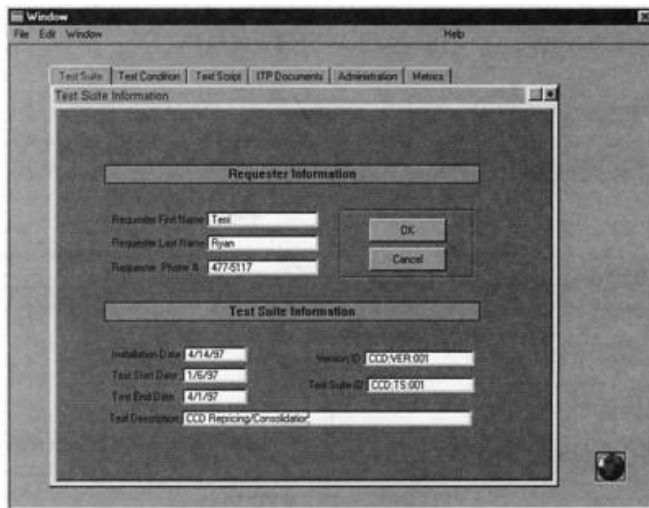 Window
File Edit Window Help
Test Suite Test Condition Test Script ITP Documents Administration Metrics
Test Suite Information
Requester Information
Requester First Name Teri
Requester Last Name Ryan
Requester Phone # 477-5117
OK
Cancel
Test Suite Information
Installation Date 4/14/97
Test Start Date 1/6/97
Test End Date 4/1/97
Version ID CCD:VER:001
Test Suite ID CCD:TS:001
Test Description CCD Repricing/Consolidation